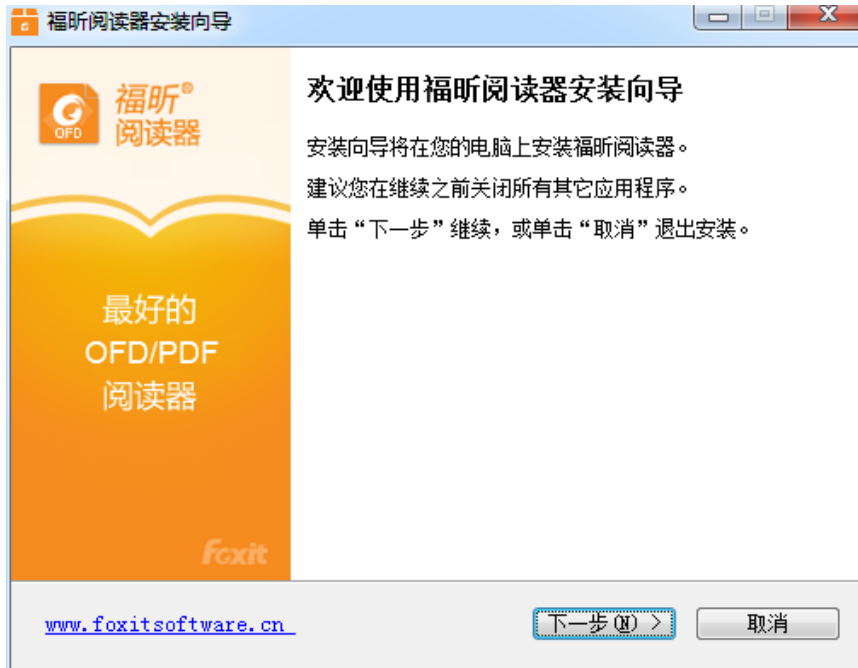 福昕阅读器安装向导
福昕®
阅读器
OFD
欢迎使用福昕阅读器安装向导
安装向导将在您的电脑上安装福昕阅读器。
建议您在继续之前关闭所有其它应用程序。
单击“下一步”继续，或单击“取消”退出安装。
最好的
OFD/PDF
阅读器
Foxit
www.foxitsoftware.cn
下一步(N) >
取消